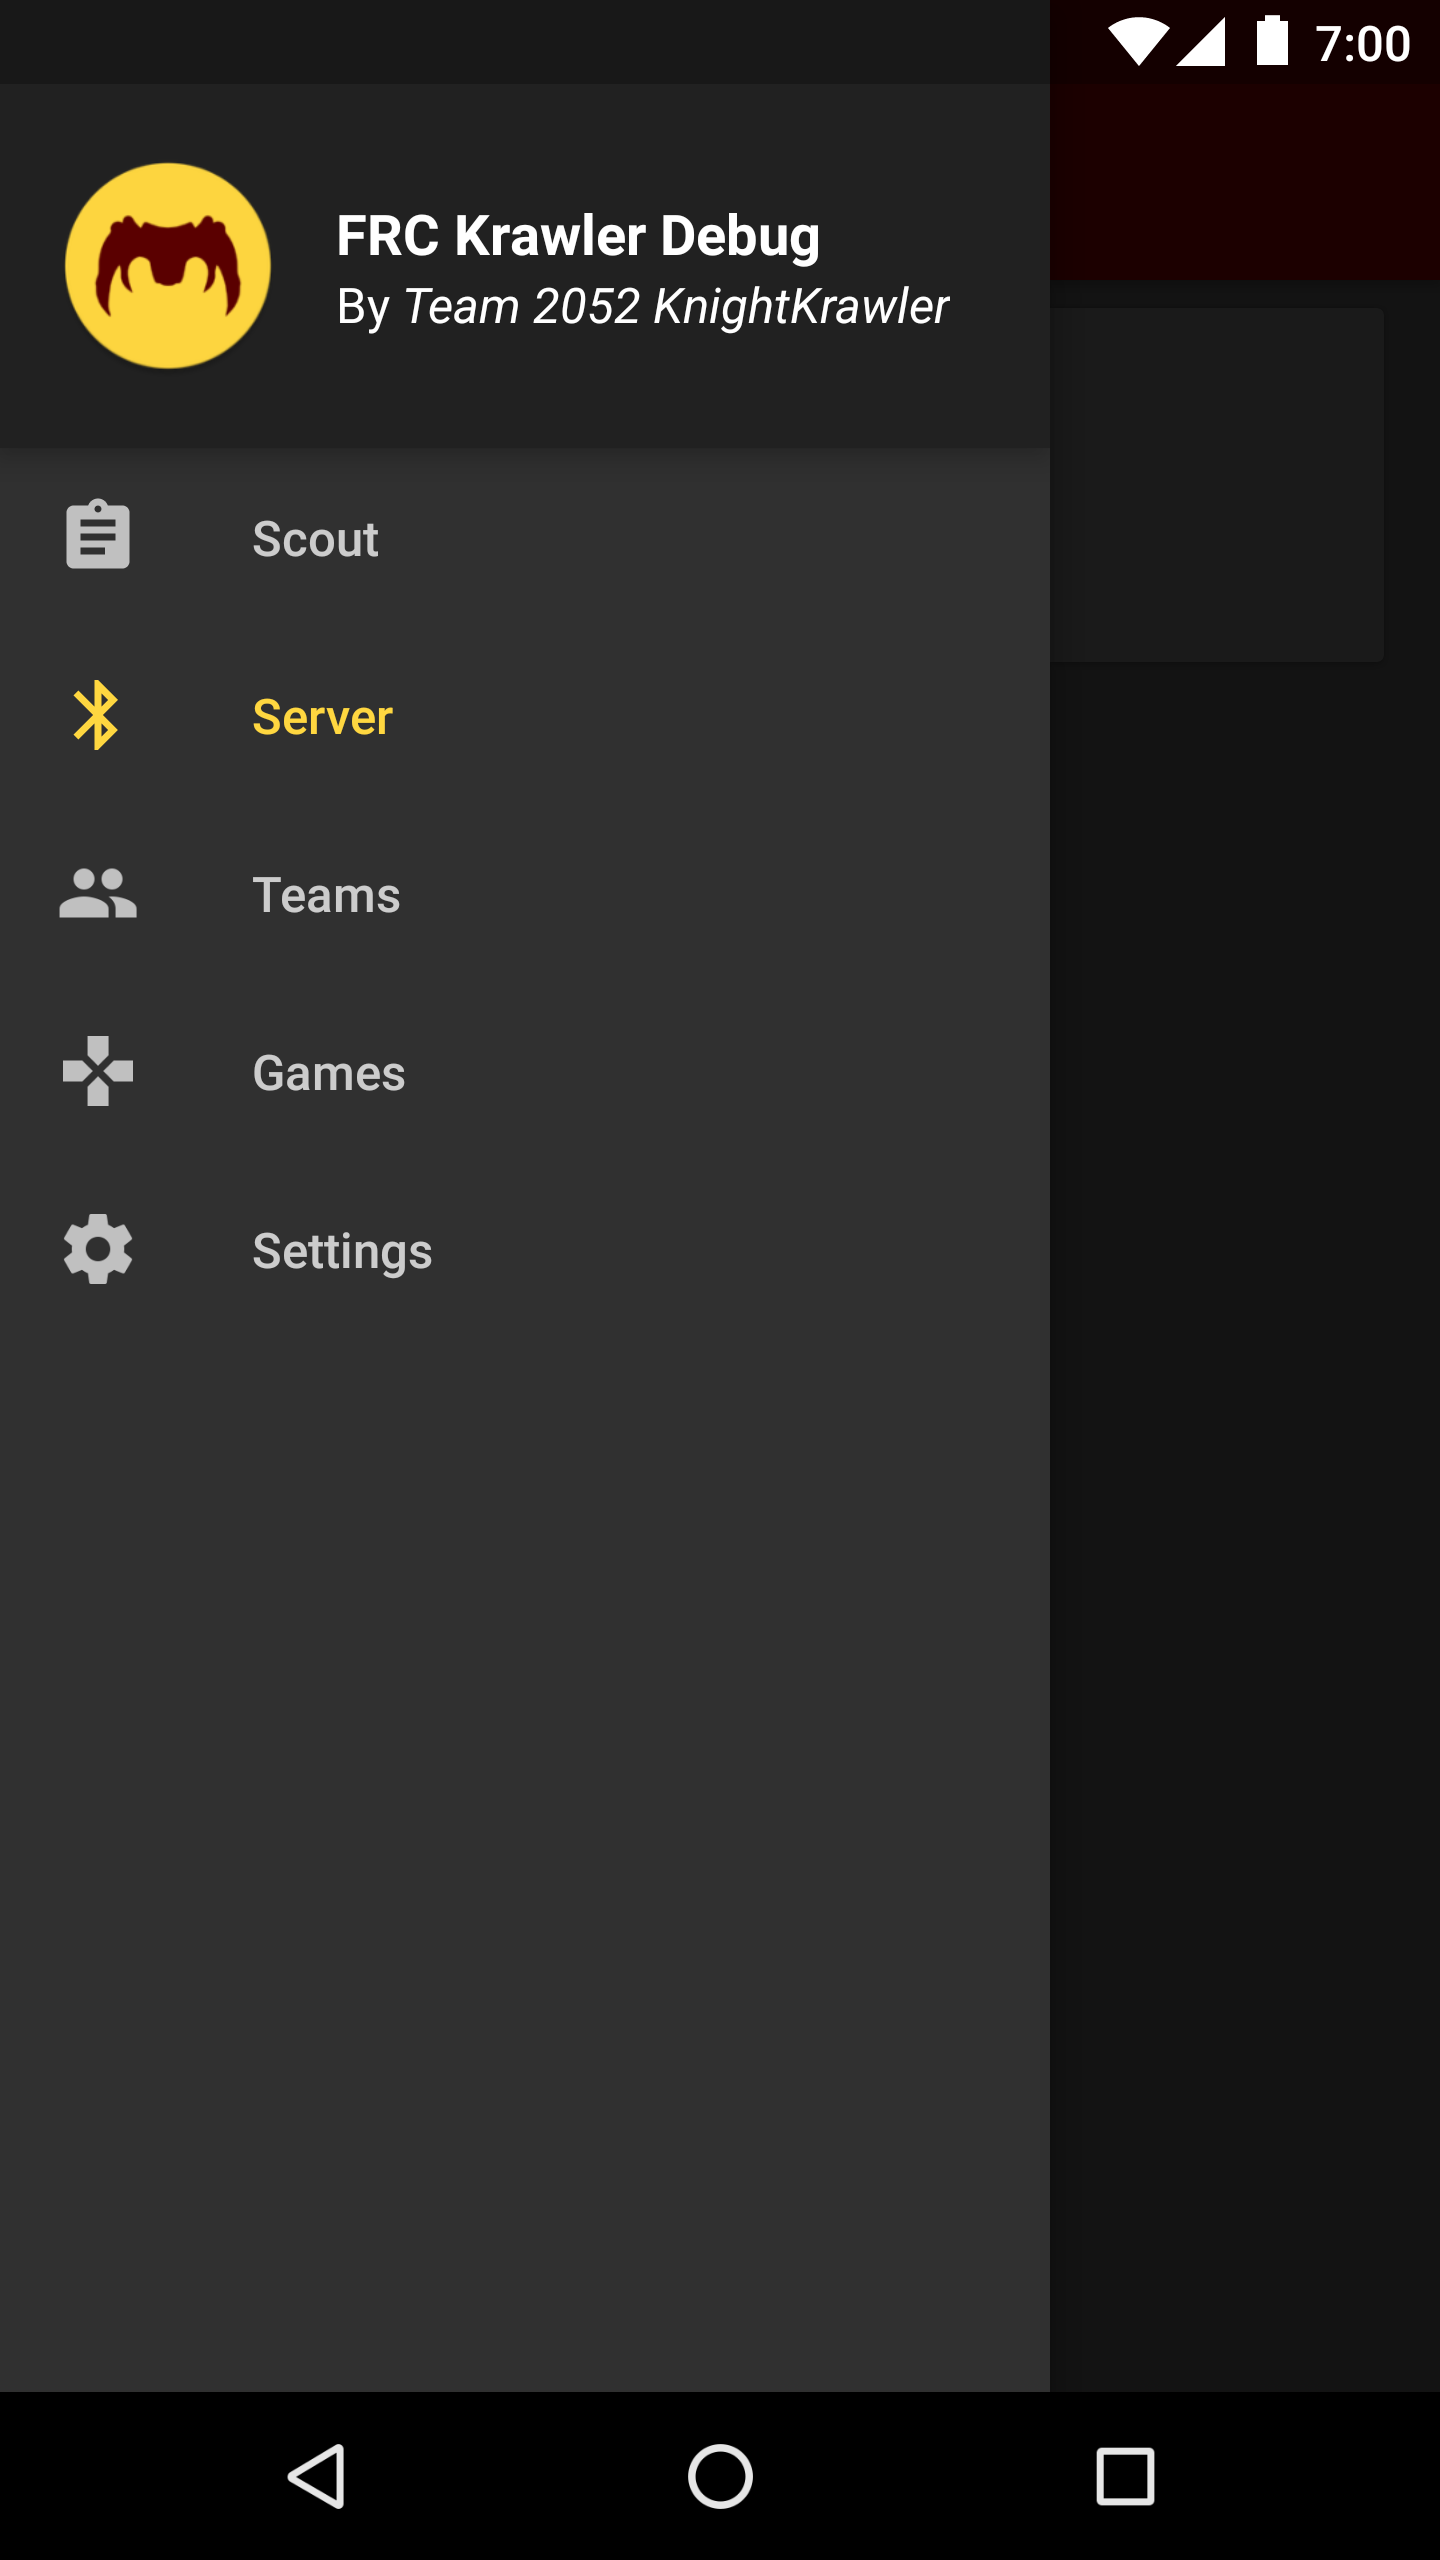 7:00
FRC Krawler Debug
By Team 2052 KnightKrawler
Scout
Server
Teams
Games
Settings